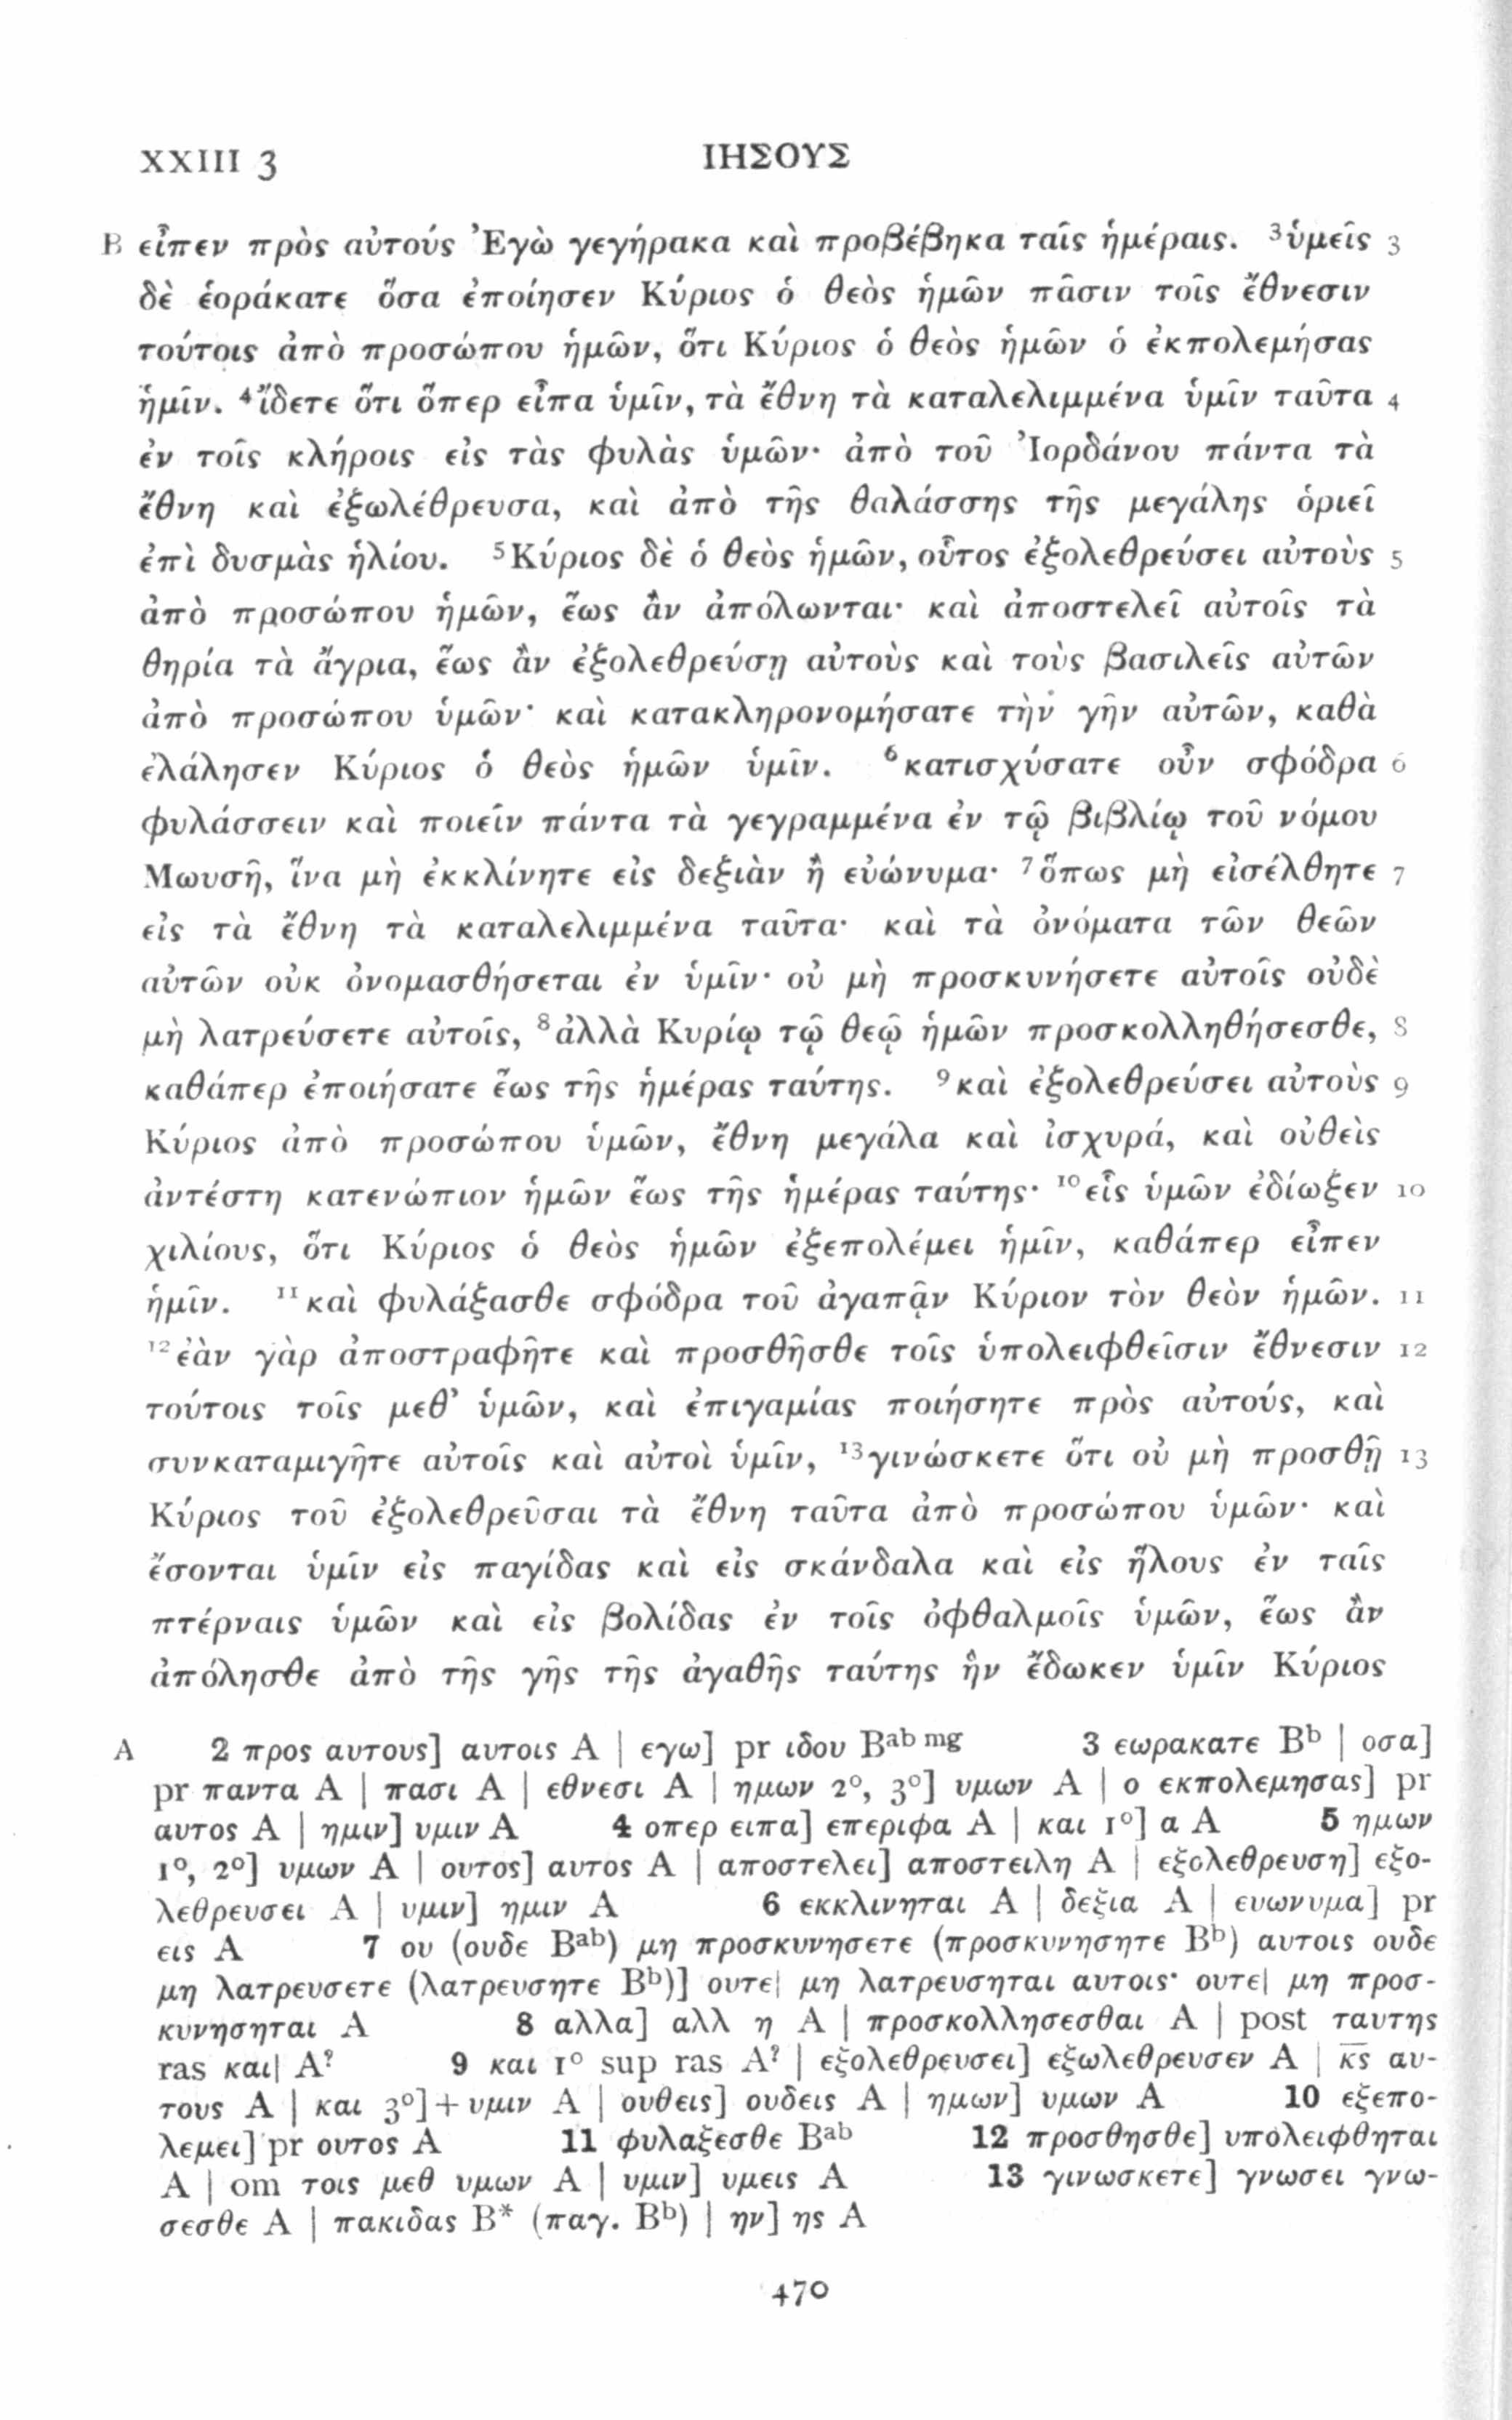 XXIII 3 ΙΗΣΟΥΣ
B εἶπεν πρὸς αὐτούς Ἐγὼ γεγήρακα καὶ προβέβηκα ταῖς ἡμέραις. ³ὑμεῖς 3
δὲ ἑοράκατε ὅσα ἐποίησεν Κύριος ὁ θεὸς ἡμῶν πᾶσιν τοῖς ἔθνεσιν
τούτοις ἀπὸ προσώπου ἡμῶν, ὅτι Κύριος ὁ θεὸς ἡμῶν ὁ ἐκπολεμήσας
ἡμῖν. ⁴ἴδετε ὅτι ὅπερ εἶπα ὑμῖν, τὰ ἔθνη τὰ καταλελιμμένα ὑμῖν ταῦτα 4
ἐν τοῖς κλήροις εἰς τὰς φυλὰς ὑμῶν· ἀπὸ τοῦ Ἰορδάνου πάντα τὰ
ἔθνη καὶ ἐξωλέθρευσα, καὶ ἀπὸ τῆς θαλάσσης τῆς μεγάλης ὁριεῖ
ἐπὶ δυσμὰς ἡλίου. ⁵Κύριος δὲ ὁ θεὸς ἡμῶν, οὗτος ἐξολεθρεύσει αὐτοὺς 5
ἀπὸ προσώπου ἡμῶν, ἕως ἂν ἀπόλωνται· καὶ ἀποστελεῖ αὐτοῖς τὰ
θηρία τὰ ἄγρια, ἕως ἂν ἐξολεθρεύσῃ αὐτοὺς καὶ τοὺς βασιλεῖς αὐτῶν
ἀπὸ προσώπου ὑμῶν· καὶ κατακληρονομήσατε τὴν γῆν αὐτῶν, καθὰ
ἐλάλησεν Κύριος ὁ θεὸς ἡμῶν ὑμῖν. ⁶κατισχύσατε οὖν σφόδρα 6
φυλάσσειν καὶ ποιεῖν πάντα τὰ γεγραμμένα ἐν τῷ βιβλίῳ τοῦ νόμου
Μωυσῆ, ἵνα μὴ ἐκκλίνητε εἰς δεξιὰν ἢ εὐώνυμα· ⁷ὅπως μὴ εἰσέλθητε 7
εἰς τὰ ἔθνη τὰ καταλελιμμένα ταῦτα· καὶ τὰ ὀνόματα τῶν θεῶν
αὐτῶν οὐκ ὀνομασθήσεται ἐν ὑμῖν· οὐ μὴ προσκυνήσετε αὐτοῖς οὐδὲ
μὴ λατρεύσετε αὐτοῖς, ⁸ἀλλὰ Κυρίῳ τῷ θεῷ ἡμῶν προσκολληθήσεσθε, 8
καθάπερ ἐποιήσατε ἕως τῆς ἡμέρας ταύτης. ⁹καὶ ἐξολεθρεύσει αὐτοὺς 9
Κύριος ἀπὸ προσώπου ὑμῶν, ἔθνη μεγάλα καὶ ἰσχυρά, καὶ οὐθεὶς
ἀντέστη κατενώπιον ἡμῶν ἕως τῆς ἡμέρας ταύτης· ¹⁰εἷς ὑμῶν ἐδίωξεν 10
χιλίους, ὅτι Κύριος ὁ θεὸς ἡμῶν ἐξεπολέμει ἡμῖν, καθάπερ εἶπεν
ἡμῖν. ¹¹καὶ φυλάξασθε σφόδρα τοῦ ἀγαπᾷν Κύριον τὸν θεὸν ἡμῶν. 11
¹²ἐὰν γὰρ ἀποστραφῆτε καὶ προσθῆσθε τοῖς ὑπολειφθεῖσιν ἔθνεσιν 12
τούτοις τοῖς μεθ’ ὑμῶν, καὶ ἐπιγαμίας ποιήσητε πρὸς αὐτούς, καὶ
συνκαταμιγῆτε αὐτοῖς καὶ αὐτοὶ ὑμῖν, ¹³γινώσκετε ὅτι οὐ μὴ προσθῇ 13
Κύριος τοῦ ἐξολεθρεῦσαι τὰ ἔθνη ταῦτα ἀπὸ προσώπου ὑμῶν· καὶ
ἔσονται ὑμῖν εἰς παγίδας καὶ εἰς σκάνδαλα καὶ εἰς ἥλους ἐν ταῖς
πτέρναις ὑμῶν καὶ εἰς βολίδας ἐν τοῖς ὀφθαλμοῖς ὑμῶν, ἕως ἂν
ἀπόλησθε ἀπὸ τῆς γῆς τῆς ἀγαθῆς ταύτης ἣν ἔδωκεν ὑμῖν Κύριος
A 2 προς αυτους] αυτοις A | εγω] pr ιδου Bᵃᵇ ᵐᵍ 3 εωρακατε Bᵇ | οσα]
pr παντα A | πασι A | εθνεσι A | ημων 2°, 3°] υμων A | ο εκπολεμησας] pr
αυτος A | ημιν] υμιν A 4 οπερ ειπα] επεριφα A | και 1°] α A 5 ημων
1°, 2°] υμων A | ουτος] αυτος A | αποστελει] αποστειλη A | εξολεθρευση] εξο-
λεθρευσει A | υμιν] ημιν A 6 εκκλινηται A | δεξια A | ευωνυμα] pr
εις A 7 ου (ουδε Bᵃᵇ) μη προσκυνησετε (προσκυνησητε Bᵇ) αυτοις ουδε
μη λατρευσετε (λατρευσητε Bᵇ)] ουτε| μη λατρευσηται αυτοις· ουτε| μη προσ-
κυνησηται A 8 αλλα] αλλ η A | προσκολλησεσθαι A | post ταυτης
ras και| A? 9 και 1° sup ras A? | εξολεθρευσει] εξωλεθρευσεν A | κ̅ς̅ αυ-
τους A | και 3°]+υμιν A | ουθεις] ουδεις A | ημων] υμων A 10 εξεπο-
λεμει] pr ουτος A 11 φυλαξεσθε Bᵃᵇ 12 προσθησθε] υπολειφθηται
A | om τοις μεθ υμων A | υμιν] υμεις A 13 γινωσκετε] γνωσει γνω-
σεσθε A | πακιδας B* (παγ. Bᵇ) | ην] ης A
470